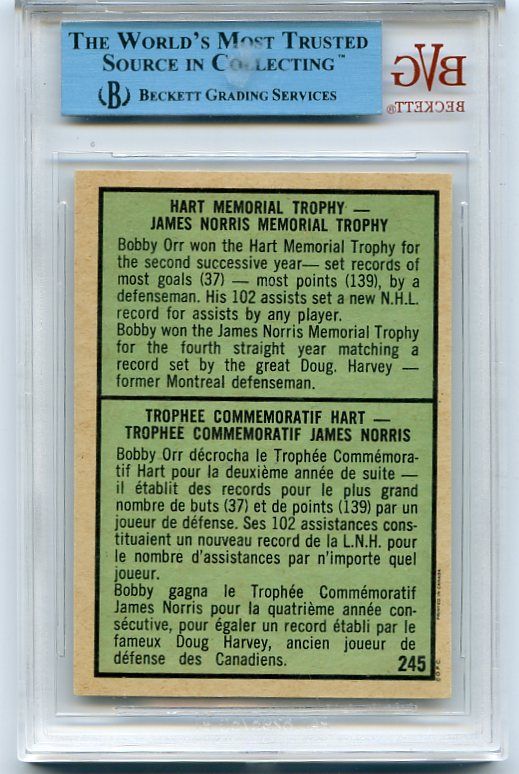 THE WORLD'S MOST TRUSTED
SOURCE IN COLLECTING™
(B) BECKETT GRADING SERVICES
BVG
BECKETT®
HART MEMORIAL TROPHY —
JAMES NORRIS MEMORIAL TROPHY
Bobby Orr won the Hart Memorial Trophy for
the second successive year— set records of
most goals (37) — most points (139), by a
defenseman. His 102 assists set a new N.H.L.
record for assists by any player.
Bobby won the James Norris Memorial Trophy
for the fourth straight year matching a
record set by the great Doug. Harvey —
former Montreal defenseman.
TROPHEE COMMEMORATIF HART —
TROPHEE COMMEMORATIF JAMES NORRIS
Bobby Orr décrocha le Trophée Commémora-
tif Hart pour la deuxième année de suite —
il établit des records pour le plus grand
nombre de buts (37) et de points (139) par un
joueur de défense. Ses 102 assistances cons-
tituaient un nouveau record de la L.N.H. pour
le nombre d'assistances par n'importe quel
joueur.
Bobby gagna le Trophée Commémoratif
James Norris pour la quatrième année con-
sécutive, pour égaler un record établi par le
fameux Doug Harvey, ancien joueur de
défense des Canadiens.
245
© O.P.C. PRINTED IN CANADA